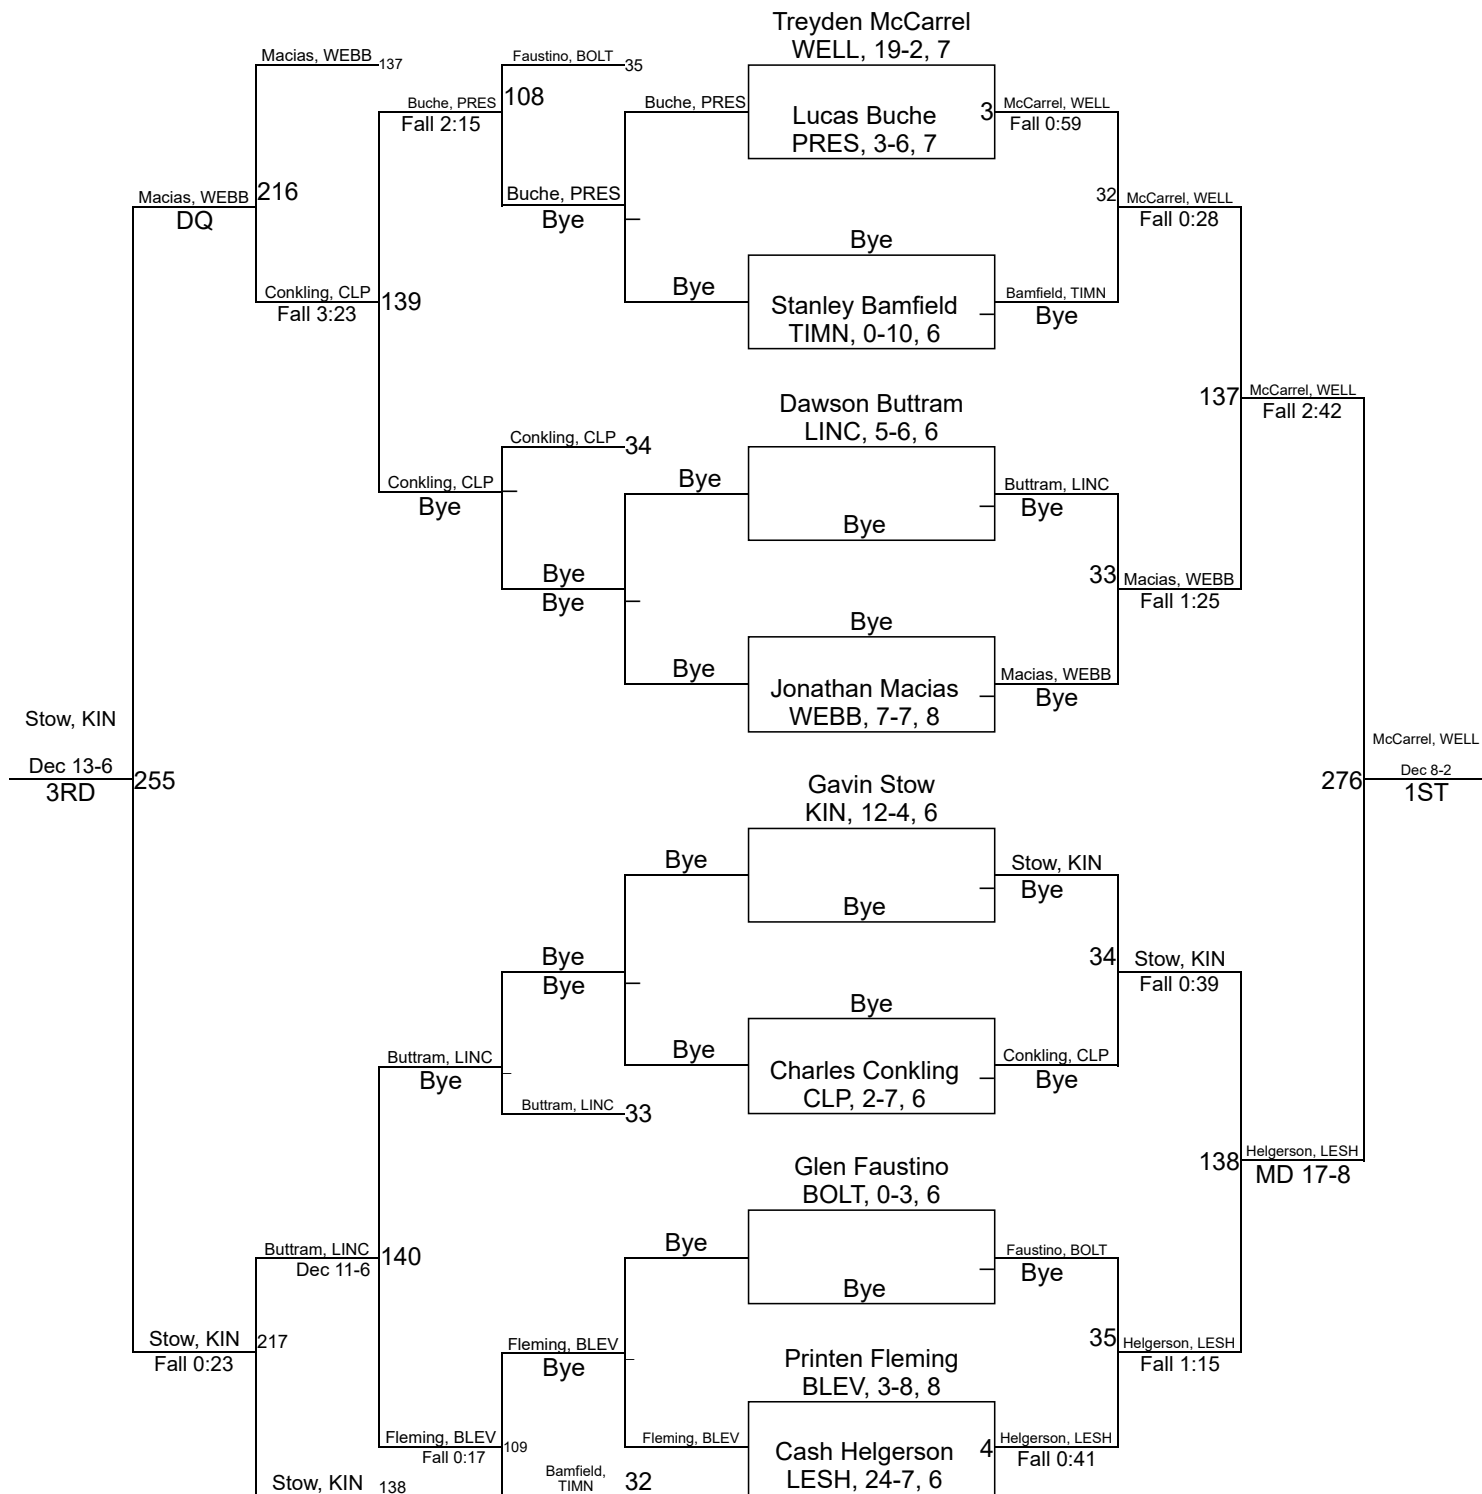 Treyden McCarrel
WELL, 19-2, 7
Macias, WEBB
137
Faustino, BOLT
35
Buche, PRES
108
Fall 2:15
Buche, PRES
Lucas Buche
PRES, 3-6, 7
3
McCarrel, WELL
Fall 0:59
Macias, WEBB
216
DQ
Buche, PRES
Bye
32
McCarrel, WELL
Fall 0:28
Bye
Conkling, CLP
139
Fall 3:23
Bye
Stanley Bamfield
TIMN, 0-10, 6
Bamfield, TIMN
Bye
Dawson Buttram
LINC, 5-6, 6
137
McCarrel, WELL
Fall 2:42
Conkling, CLP
34
Conkling, CLP
Bye
Bye
Bye
Buttram, LINC
Bye
Bye
Bye
33
Macias, WEBB
Fall 1:25
Bye
Bye
Jonathan Macias
WEBB, 7-7, 8
Macias, WEBB
Bye
Stow, KIN
Dec 13-6
3RD
255
Gavin Stow
KIN, 12-4, 6
276
McCarrel, WELL
Dec 8-2
1ST
Bye
Bye
Stow, KIN
Bye
Bye
Bye
34
Stow, KIN
Fall 0:39
Bye
Buttram, LINC
Bye
Bye
Charles Conkling
CLP, 2-7, 6
Conkling, CLP
Bye
Buttram, LINC
33
Glen Faustino
BOLT, 0-3, 6
138
Helgerson, LESH
MD 17-8
Buttram, LINC
140
Dec 11-6
Bye
Bye
Faustino, BOLT
Bye
Stow, KIN
217
Fall 0:23
Fleming, BLEV
Bye
Printen Fleming
BLEV, 3-8, 8
35
Helgerson, LESH
Fall 1:15
Fleming, BLEV
109
Fall 0:17
Fleming, BLEV
Cash Helgerson
LESH, 24-7, 6
4
Helgerson, LESH
Fall 0:41
Stow, KIN
138
Bamfield,
TIMN
32